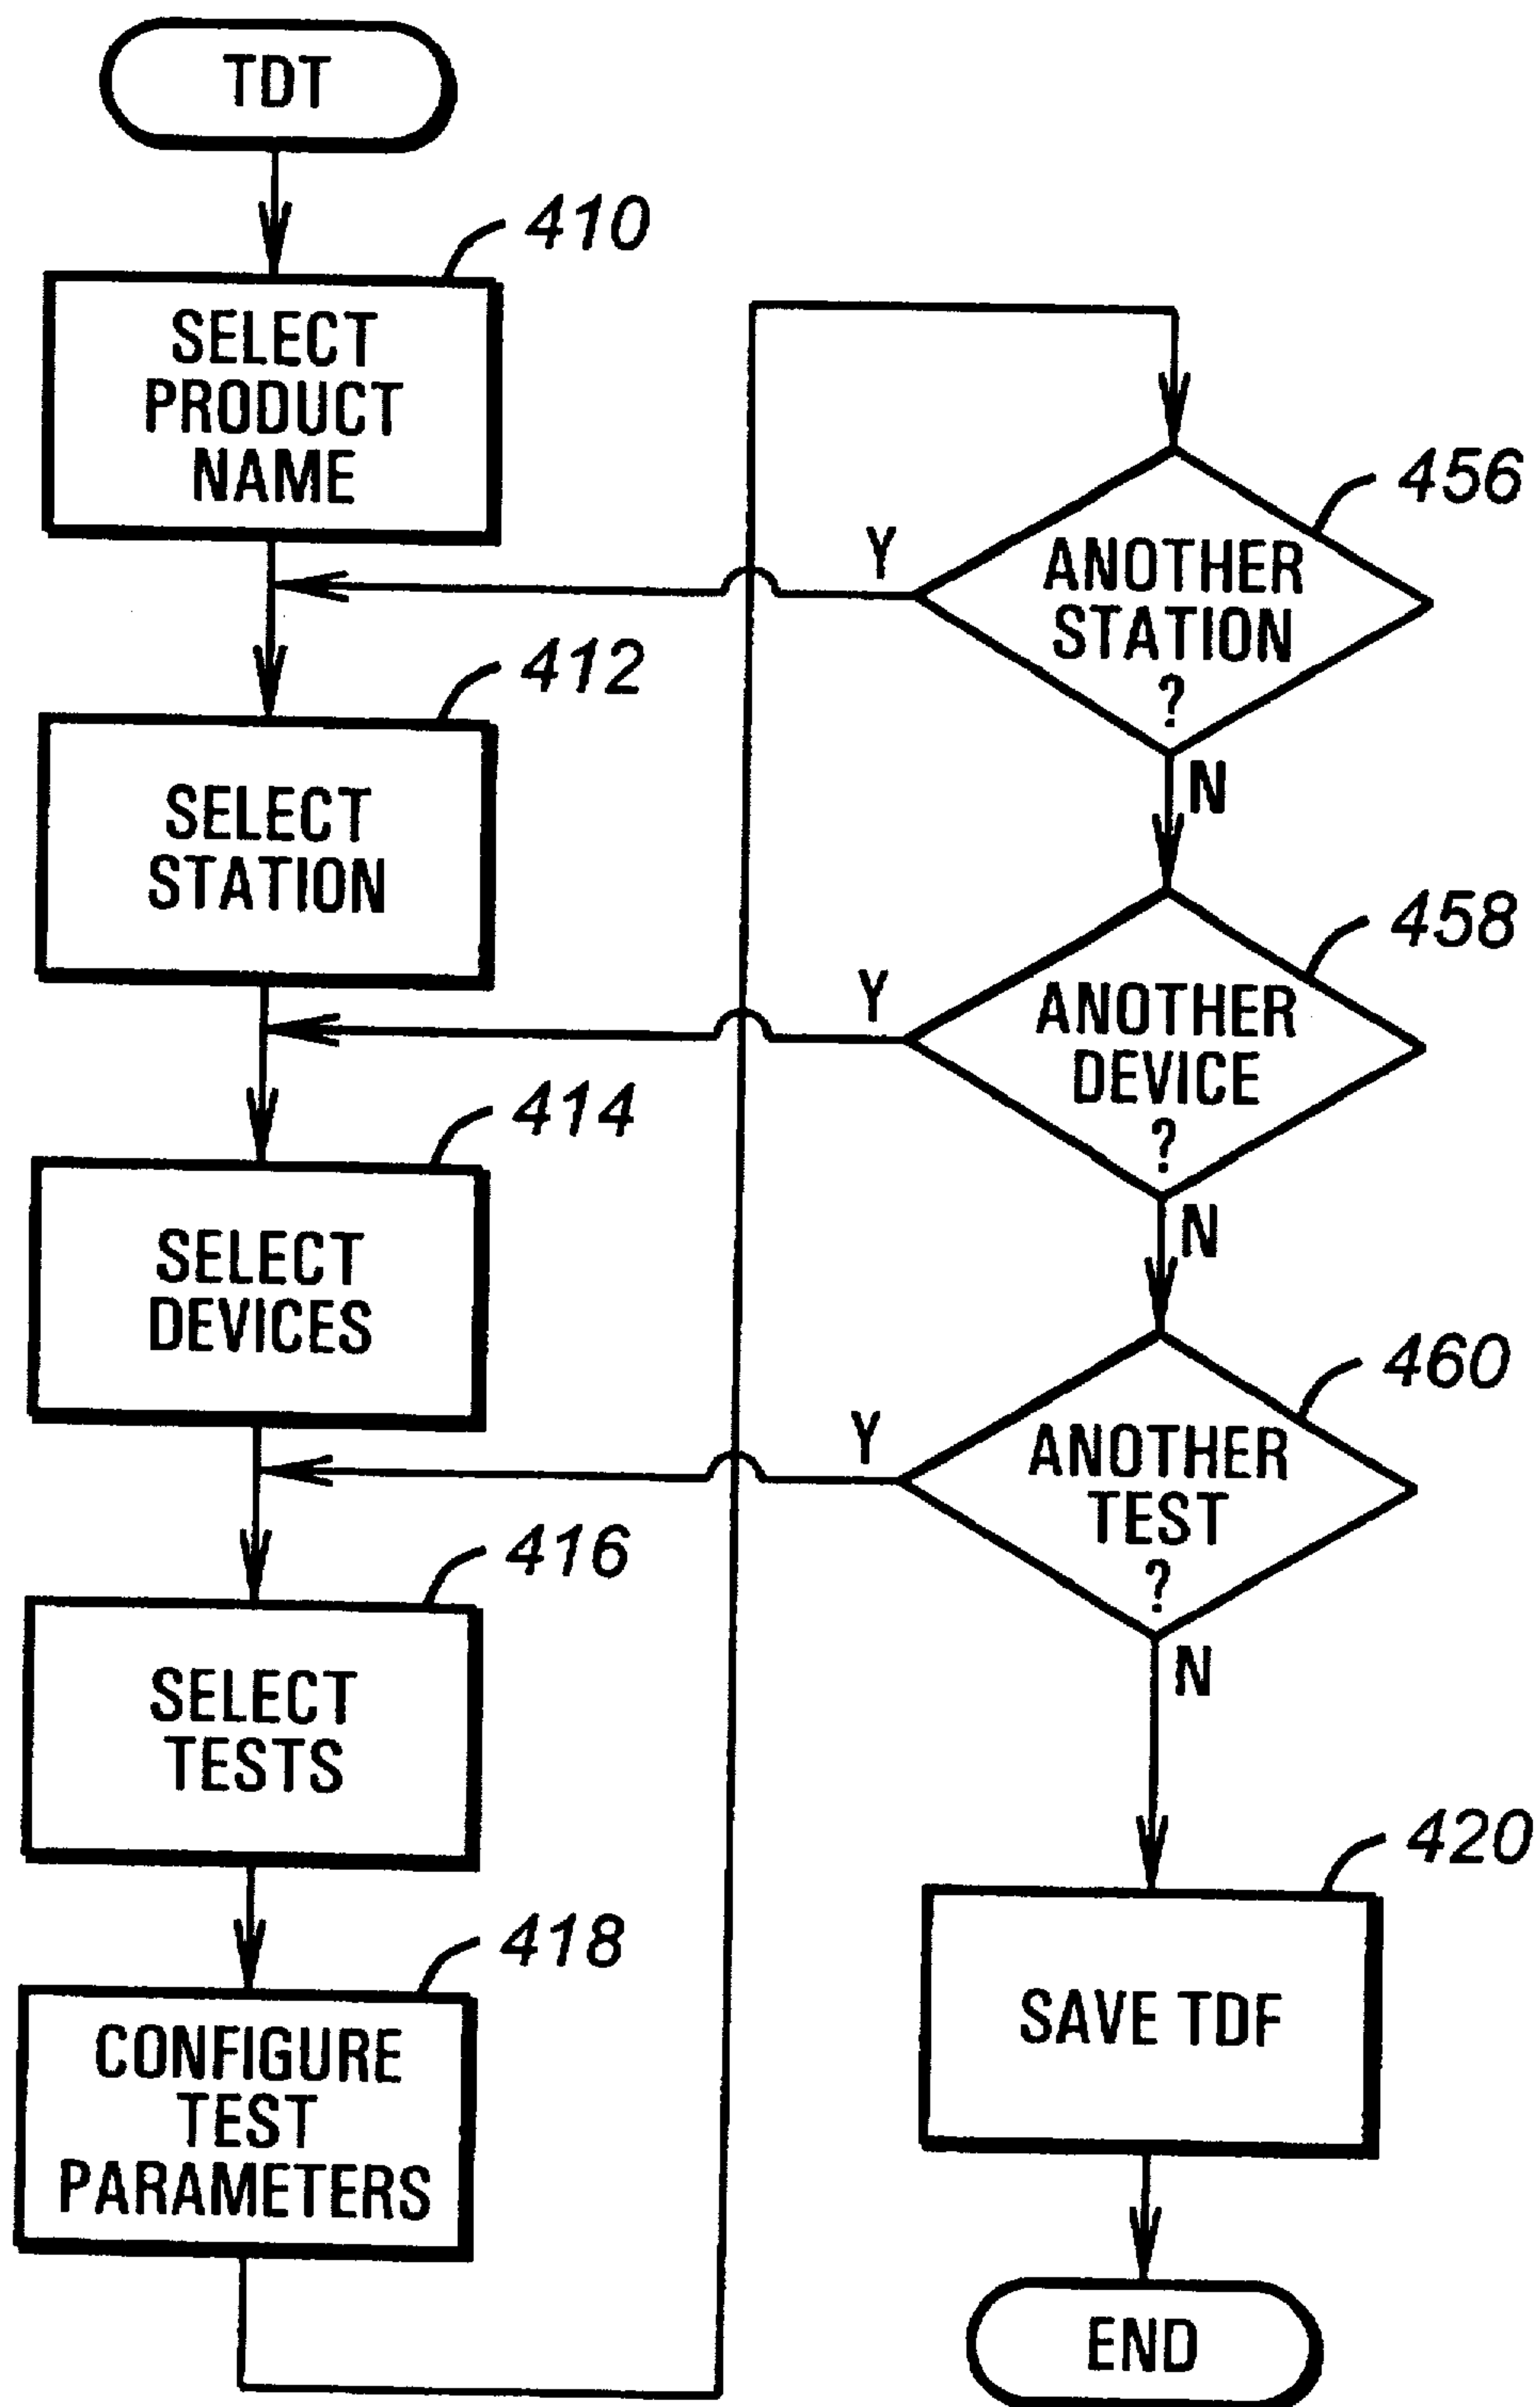 TDT
410
SELECT
PRODUCT
NAME
412
SELECT
STATION
414
SELECT
DEVICES
416
SELECT
TESTS
418
CONFIGURE
TEST
PARAMETERS
456
ANOTHER
STATION
?
Y
N
458
ANOTHER
DEVICE
?
Y
N
460
ANOTHER
TEST
?
Y
N
420
SAVE TDF
END